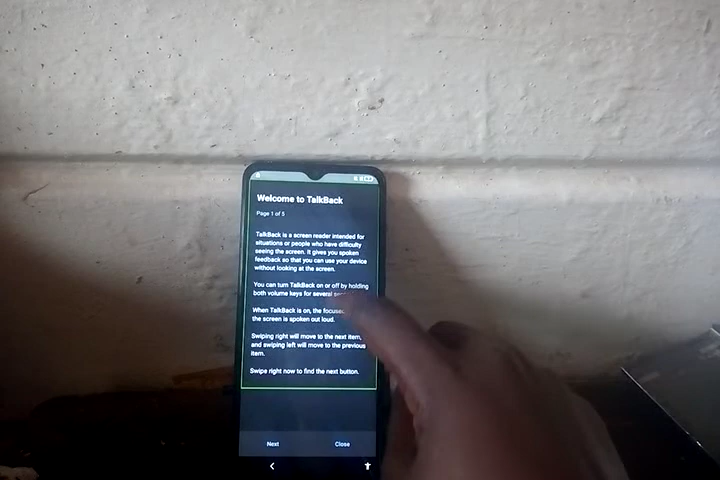 Welcome to TalkBack
Page 1 of 5
TalkBack is a screen reader intended for
situations or people who have difficulty
seeing the screen. It gives you spoken
feedback so that you can use your device
without looking at the screen.
You can turn TalkBack on or off by holding
both volume keys for several
When TalkBack is on, the focused
the screen is spoken out loud.
Swiping right will move to the next item,
and swiping left will move to the previous
item.
Swipe right now to find the next button.
Next
Close